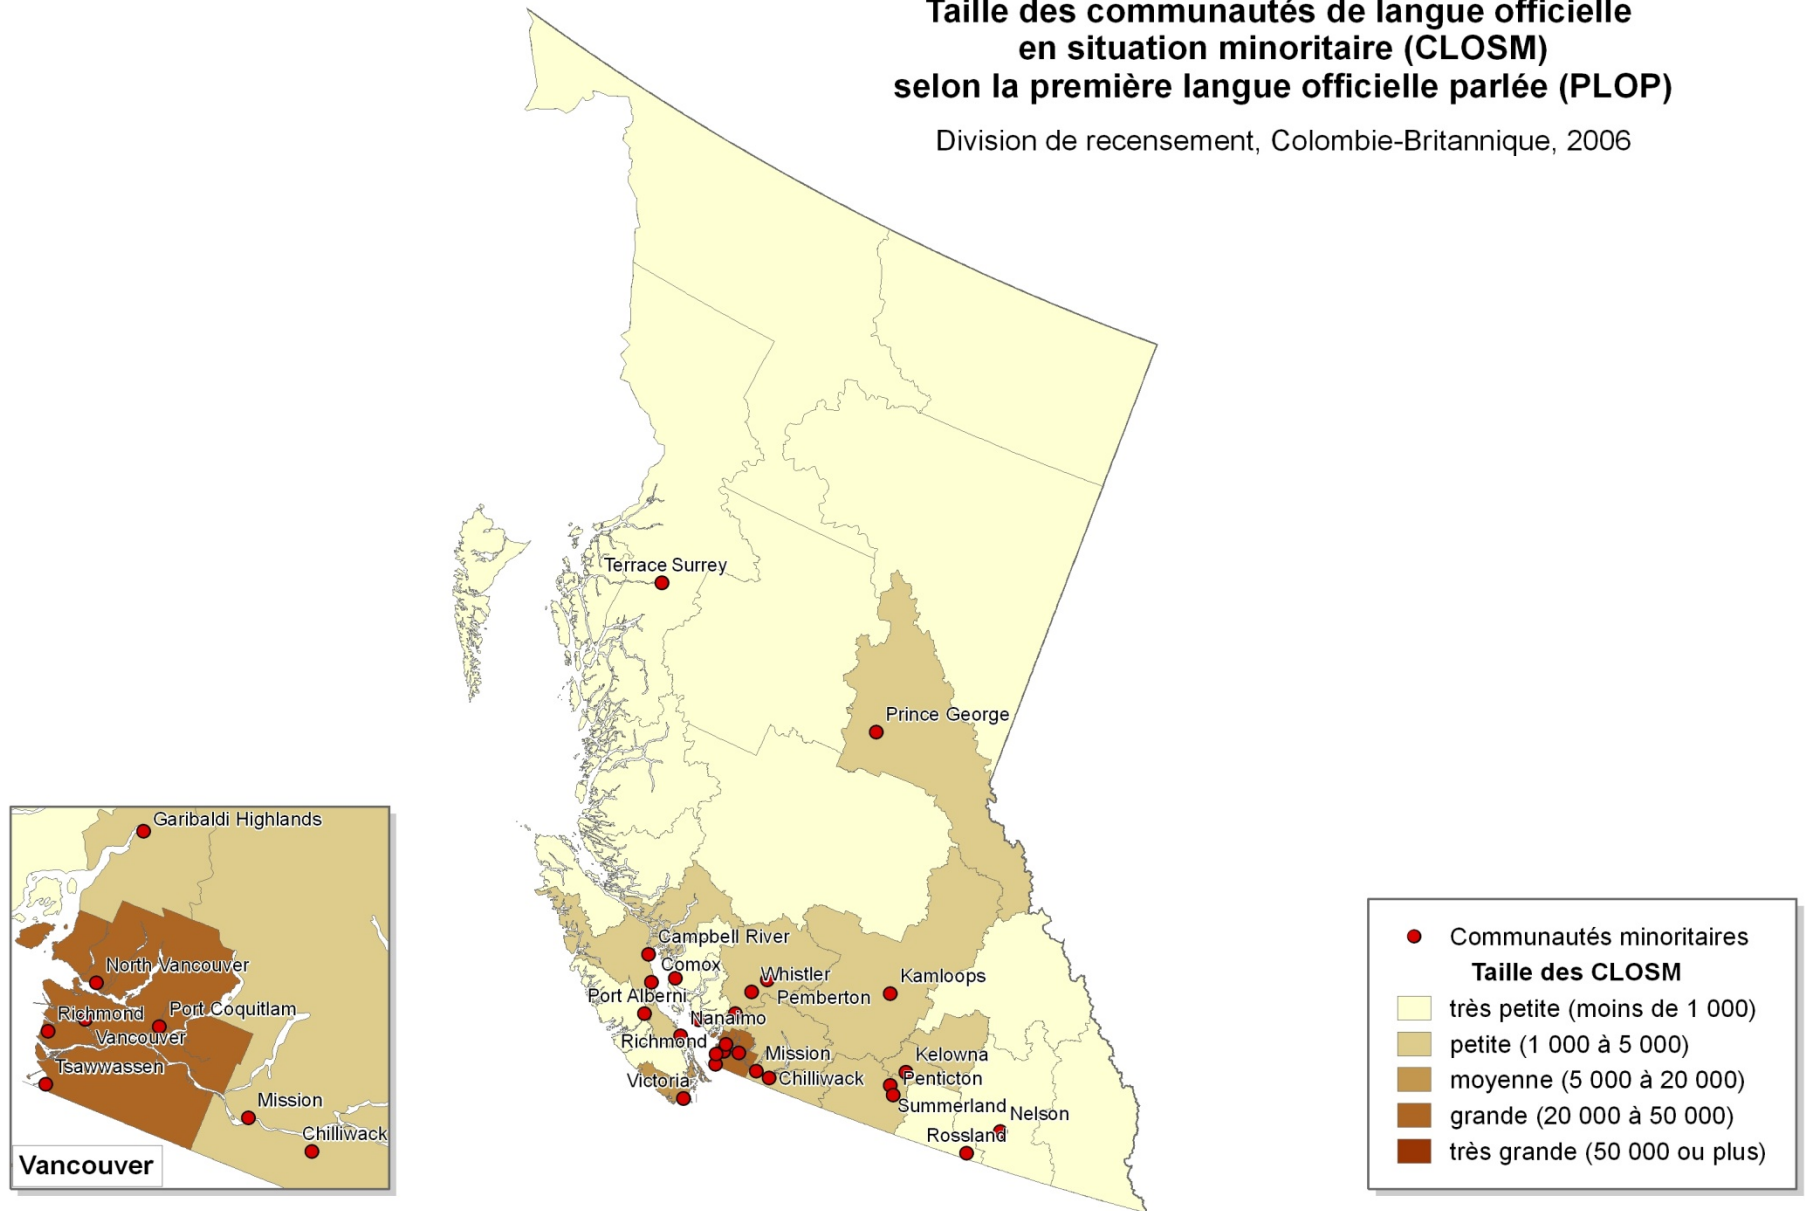 Taille des communautés de langue officielle
en situation minoritaire (CLOSM)
selon la première langue officielle parlée (PLOP)
Division de recensement, Colombie-Britannique, 2006
Terrace Surrey
Prince George
Campbell River
Comox
Whistler
Kamloops
Port Alberni
Pemberton
Nanaimo
Richmond
Mission
Kelowna
Victoria
Chilliwack
Penticton
Summerland
Nelson
Rossland
Garibaldi Highlands
North Vancouver
Richmond
Port Coquitlam
Vancouver
Tsawwassen
Mission
Chilliwack
Vancouver
Communautés minoritaires
Taille des CLOSM
très petite (moins de 1 000)
petite (1 000 à 5 000)
moyenne (5 000 à 20 000)
grande (20 000 à 50 000)
très grande (50 000 ou plus)